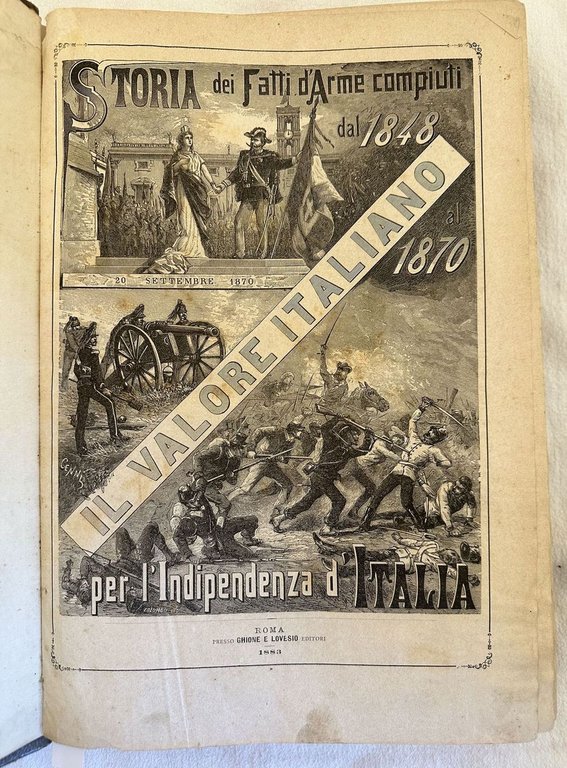 STORIA dei Fatti d'Arme compiuti
dal 1848
al
1870
20 SETTEMBRE 1870
IL VALORE ITALIANO
per l'Indipendenza d'ITALIA
ROMA
PRESSO GHIONE E LOVESIO EDITORI
1883